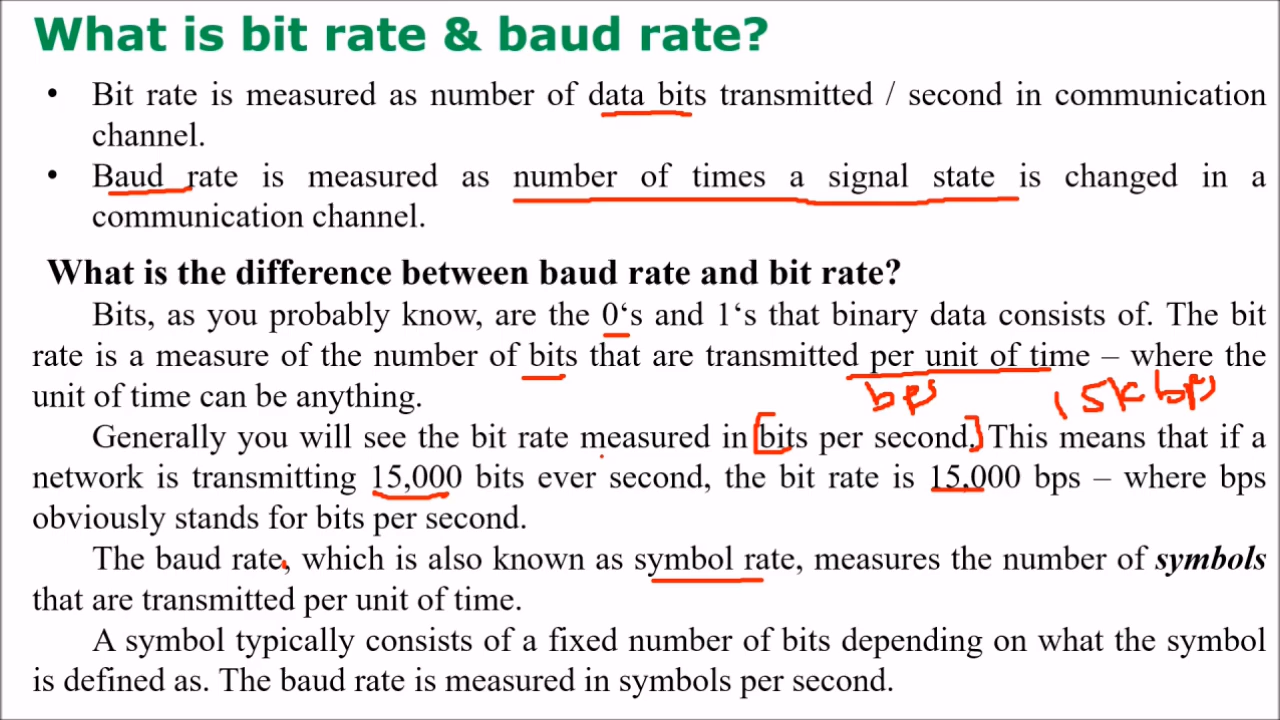 What is bit rate & baud rate?
• Bit rate is measured as number of data bits transmitted / second in communication
channel.
• Baud rate is measured as number of times a signal state is changed in a
communication channel.
What is the difference between baud rate and bit rate?
Bits, as you probably know, are the 0‘s and 1‘s that binary data consists of. The bit
rate is a measure of the number of bits that are transmitted per unit of time – where the
unit of time can be anything.
bps 15K bps
Generally you will see the bit rate measured in [bits per second.] This means that if a
network is transmitting 15,000 bits ever second, the bit rate is 15,000 bps – where bps
obviously stands for bits per second.
The baud rate, which is also known as symbol rate, measures the number of symbols
that are transmitted per unit of time.
A symbol typically consists of a fixed number of bits depending on what the symbol
is defined as. The baud rate is measured in symbols per second.